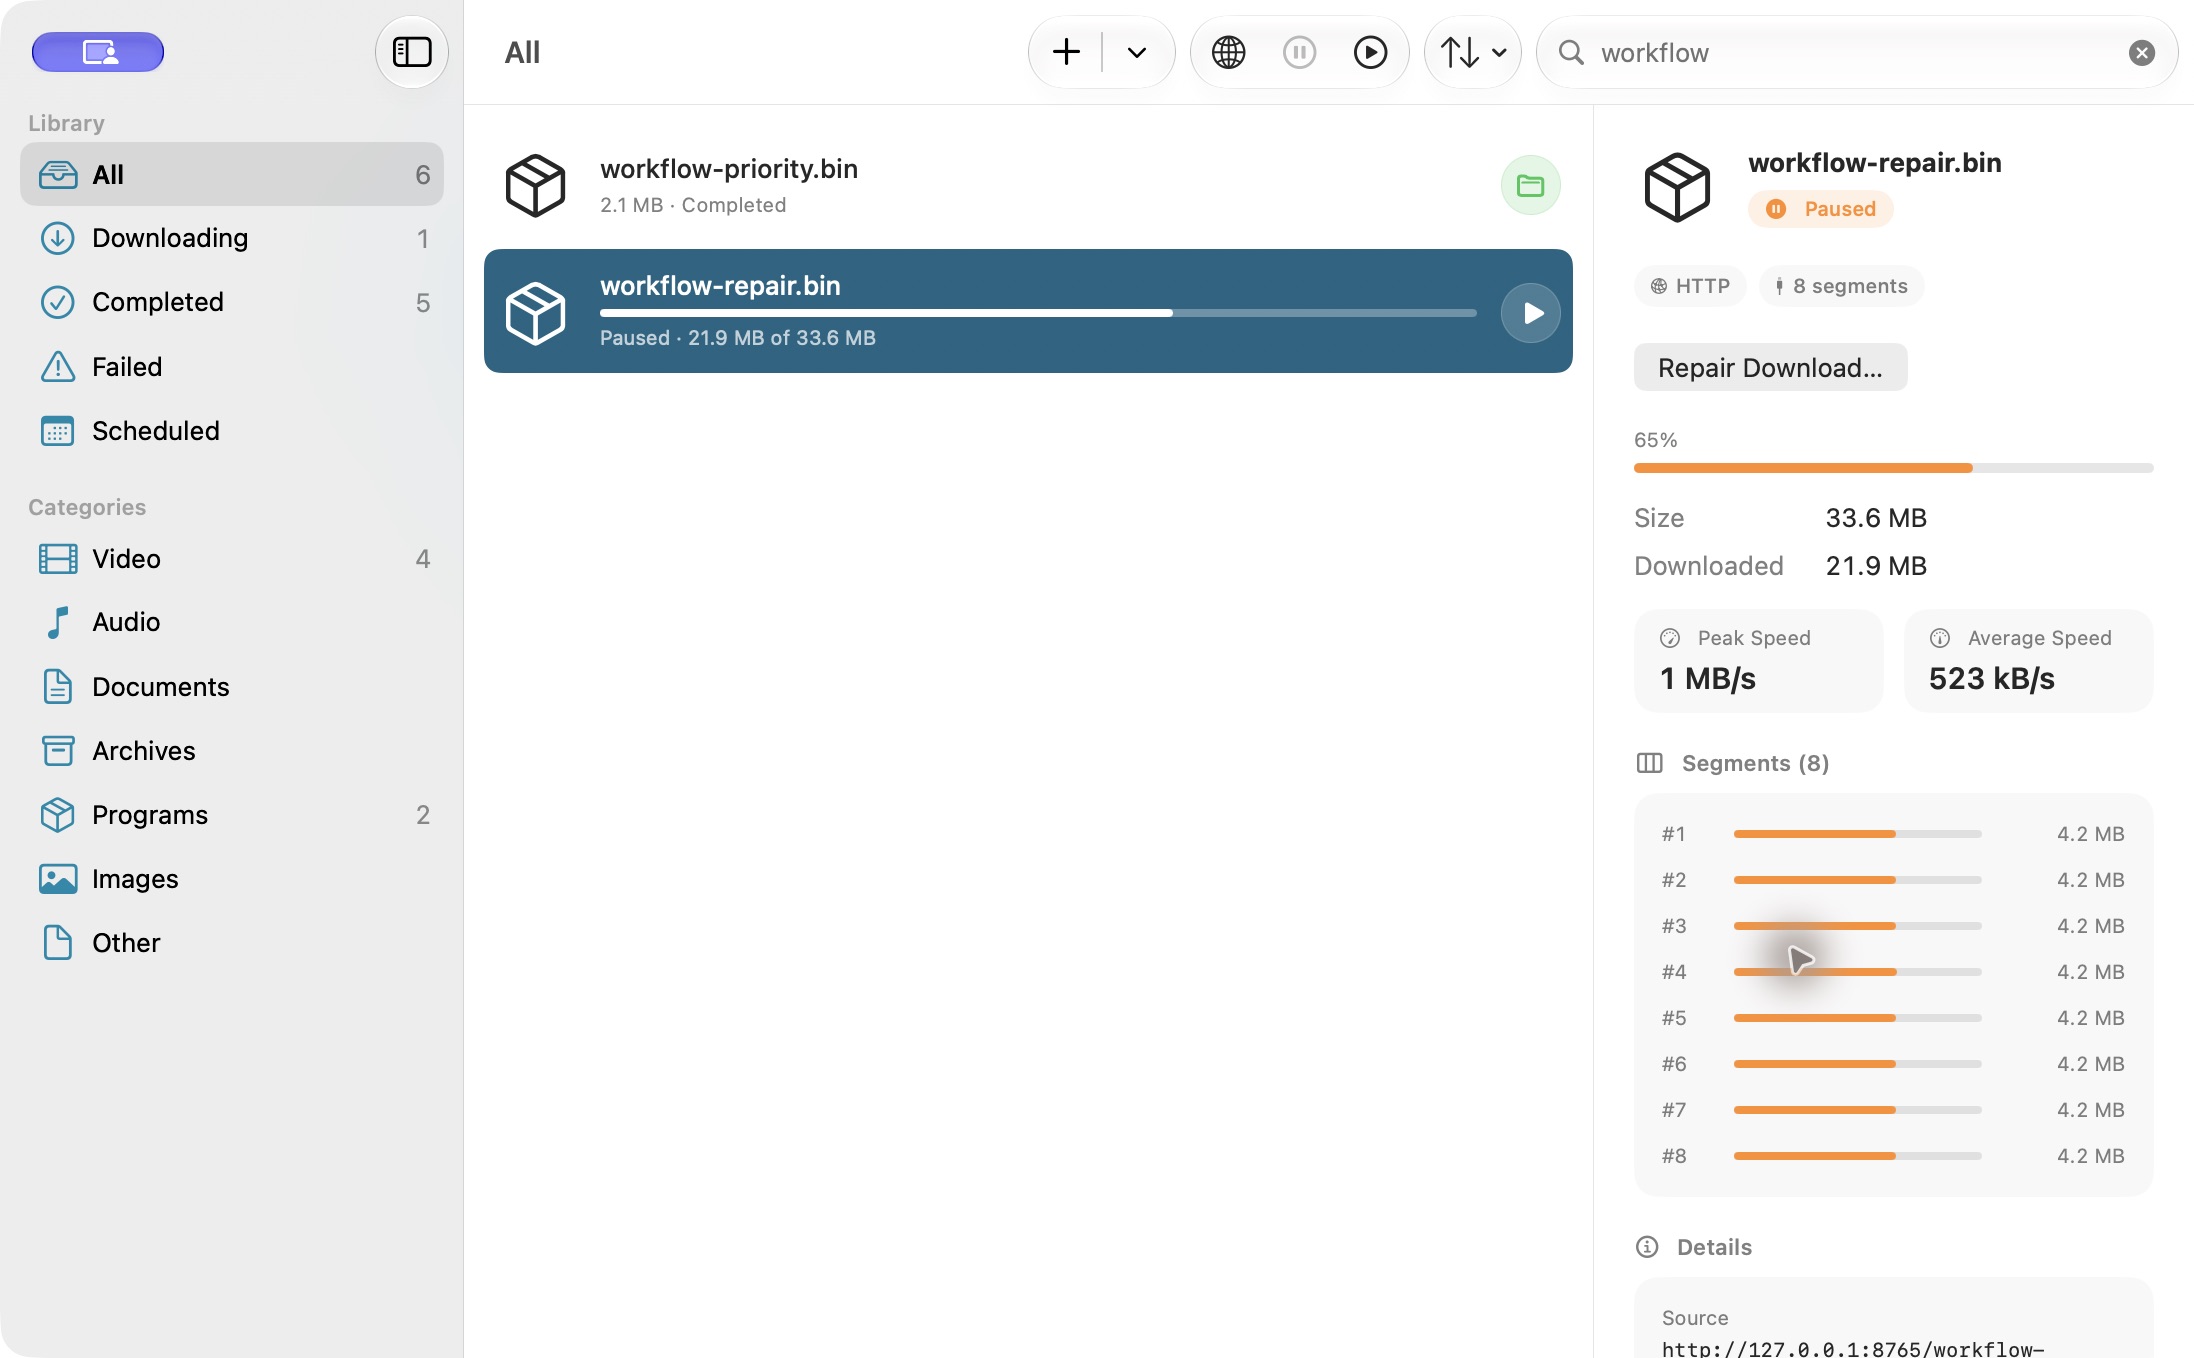 All
workflow
Library
All 6
Downloading 1
Completed 5
Failed
Scheduled
Categories
Video 4
Audio
Documents
Archives
Programs 2
Images
Other
workflow-priority.bin
2.1 MB · Completed
workflow-repair.bin
Paused · 21.9 MB of 33.6 MB
workflow-repair.bin
Paused
HTTP
8 segments
Repair Download...
65%
Size 33.6 MB
Downloaded 21.9 MB
Peak Speed
1 MB/s
Average Speed
523 kB/s
Segments (8)
#1 4.2 MB
#2 4.2 MB
#3 4.2 MB
#4 4.2 MB
#5 4.2 MB
#6 4.2 MB
#7 4.2 MB
#8 4.2 MB
Details
Source
http://127.0.0.1:8765/workflow-